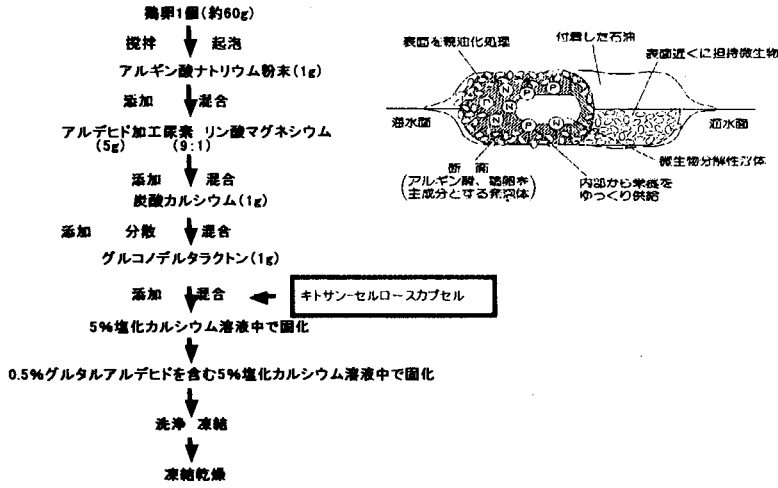 鶏卵1個(約60g)
撹拌 起泡
アルギン酸ナトリウム粉末(1g)
添加 混合
アルデヒド加工尿素 リン酸マグネシウム
(5g) (9:1)
添加 混合
炭酸カルシウム(1g)
添加 分散 混合
グルコノデルタラクトン(1g)
添加 混合
キトサン-セルロースカプセル
5%塩化カルシウム溶液中で固化
0.5%グルタルアルデヒドを含む5%塩化カルシウム溶液中で固化
洗浄 凍結
凍結乾燥
表面を親油化処理
付着した石油
表面近くに担持微生物
海水面
海水面
N P N P N N P N
微生物分解性担体
断面
(アルギン酸、鶏卵を
主成分とする発泡体)
内部から栄養を
ゆっくり供給